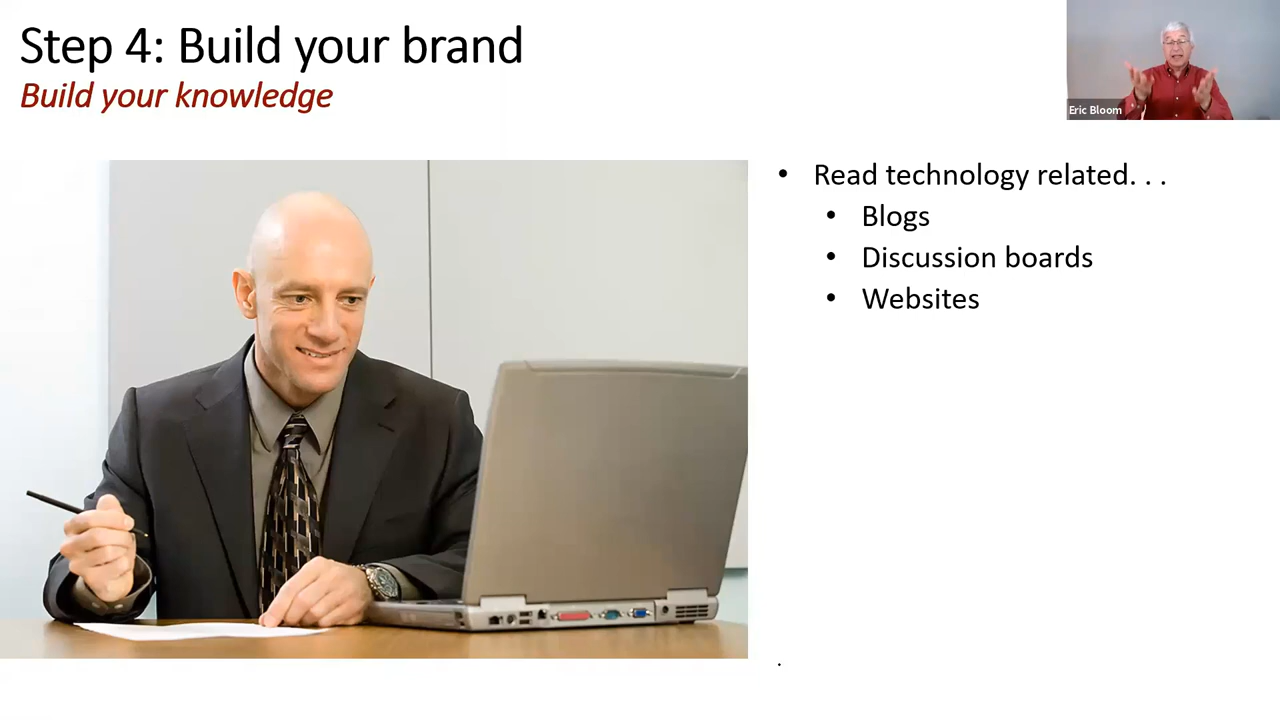 Step 4: Build your brand
Build your knowledge
Eric Bloom
• Read technology related. . .
• Blogs
• Discussion boards
• Websites
.